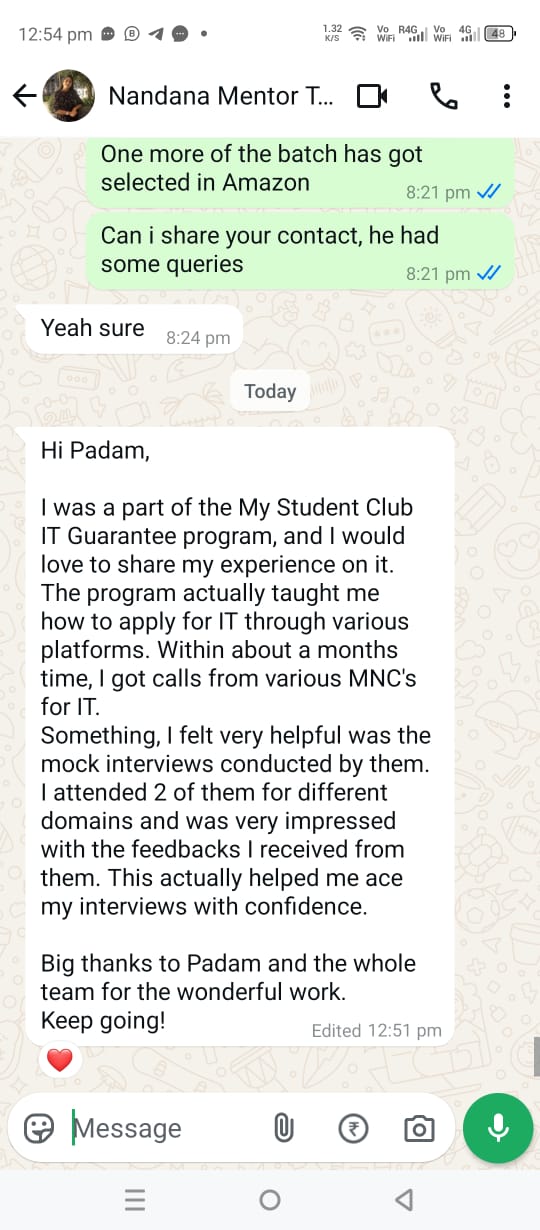 12:54 pm
1.32 K/S Vo WiFi R4G Vo WiFi 4G 48
Nandana Mentor T...
One more of the batch has got
selected in Amazon
8:21 pm
Can i share your contact, he had
some queries
8:21 pm
Yeah sure
8:24 pm
Today
Hi Padam,
I was a part of the My Student Club
IT Guarantee program, and I would
love to share my experience on it.
The program actually taught me
how to apply for IT through various
platforms. Within about a months
time, I got calls from various MNC's
for IT.
Something, I felt very helpful was the
mock interviews conducted by them.
I attended 2 of them for different
domains and was very impressed
with the feedbacks I received from
them. This actually helped me ace
my interviews with confidence.
Big thanks to Padam and the whole
team for the wonderful work.
Keep going!
Edited 12:51 pm
Message